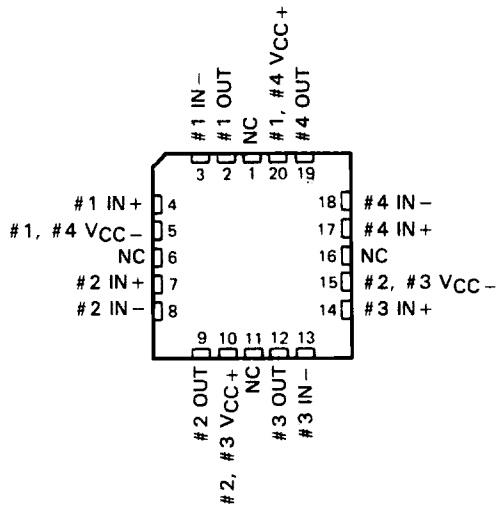 #1 IN−
#1 OUT
NC
#1, #4 VCC+
#4 OUT
3 2 1 20 19
#1 IN+ 4
#1, #4 VCC− 5
NC 6
#2 IN+ 7
#2 IN− 8
18 #4 IN−
17 #4 IN+
16 NC
15 #2, #3 VCC−
14 #3 IN+
9 10 11 12 13
#2 OUT
#2, #3 VCC+
NC
#3 OUT
#3 IN−